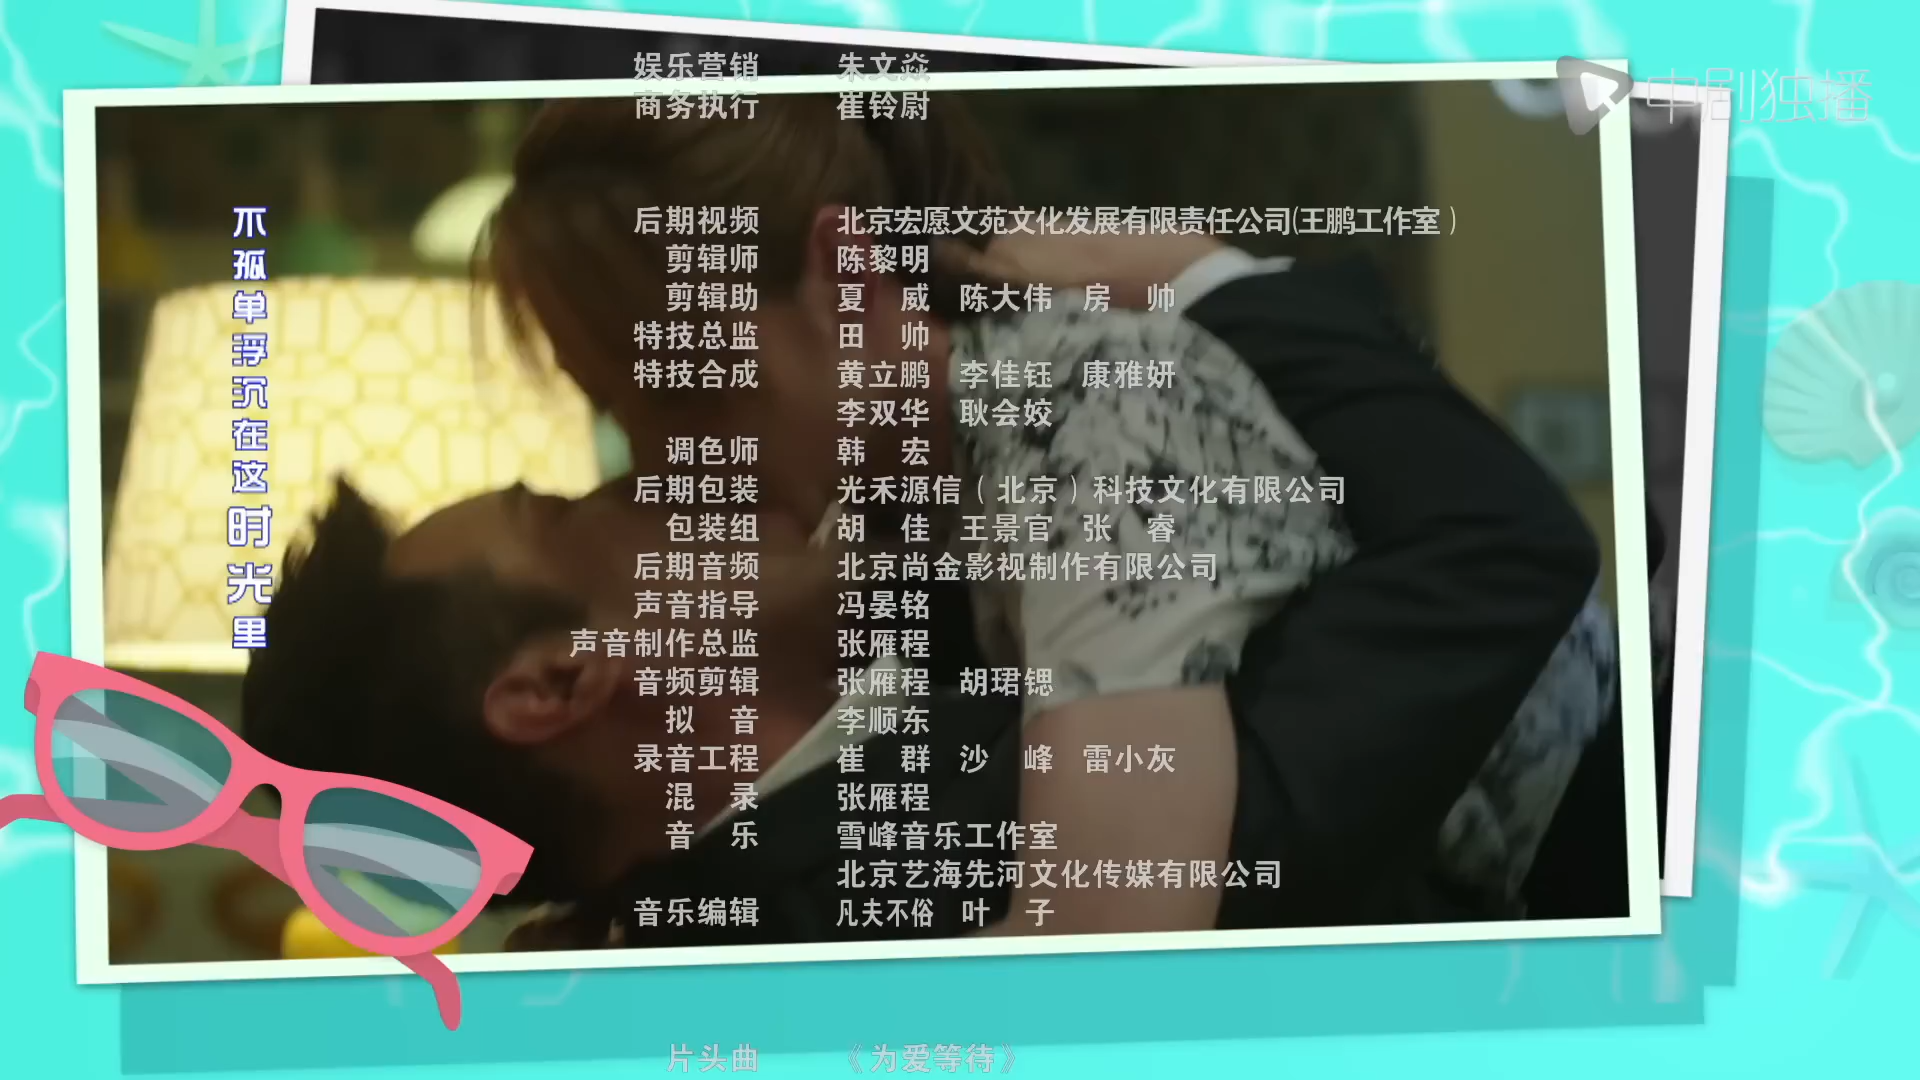 娱乐营销 朱文焱
商务执行 崔铃尉
中剧独播
后期视频 北京宏愿文苑文化发展有限责任公司(王鹏工作室)
剪辑师 陈黎明
剪辑助 夏 威 陈大伟 房 帅
特技总监 田 帅
特技合成 黄立鹏 李佳钰 康雅妍
李双华 耿会姣
调色师 韩 宏
后期包装 光禾源信(北京)科技文化有限公司
包装组 胡 佳 王景官 张 睿
后期音频 北京尚金影视制作有限公司
声音指导 冯晏铭
声音制作总监 张雁程
音频剪辑 张雁程 胡珺锶
拟 音 李顺东
录音工程 崔 群 沙 峰 雷小灰
混 录 张雁程
音 乐 雪峰音乐工作室
北京艺海先河文化传媒有限公司
音乐编辑 凡夫不俗 叶 子
片头曲 《为爱等待》
不孤单浮沉在这时光里